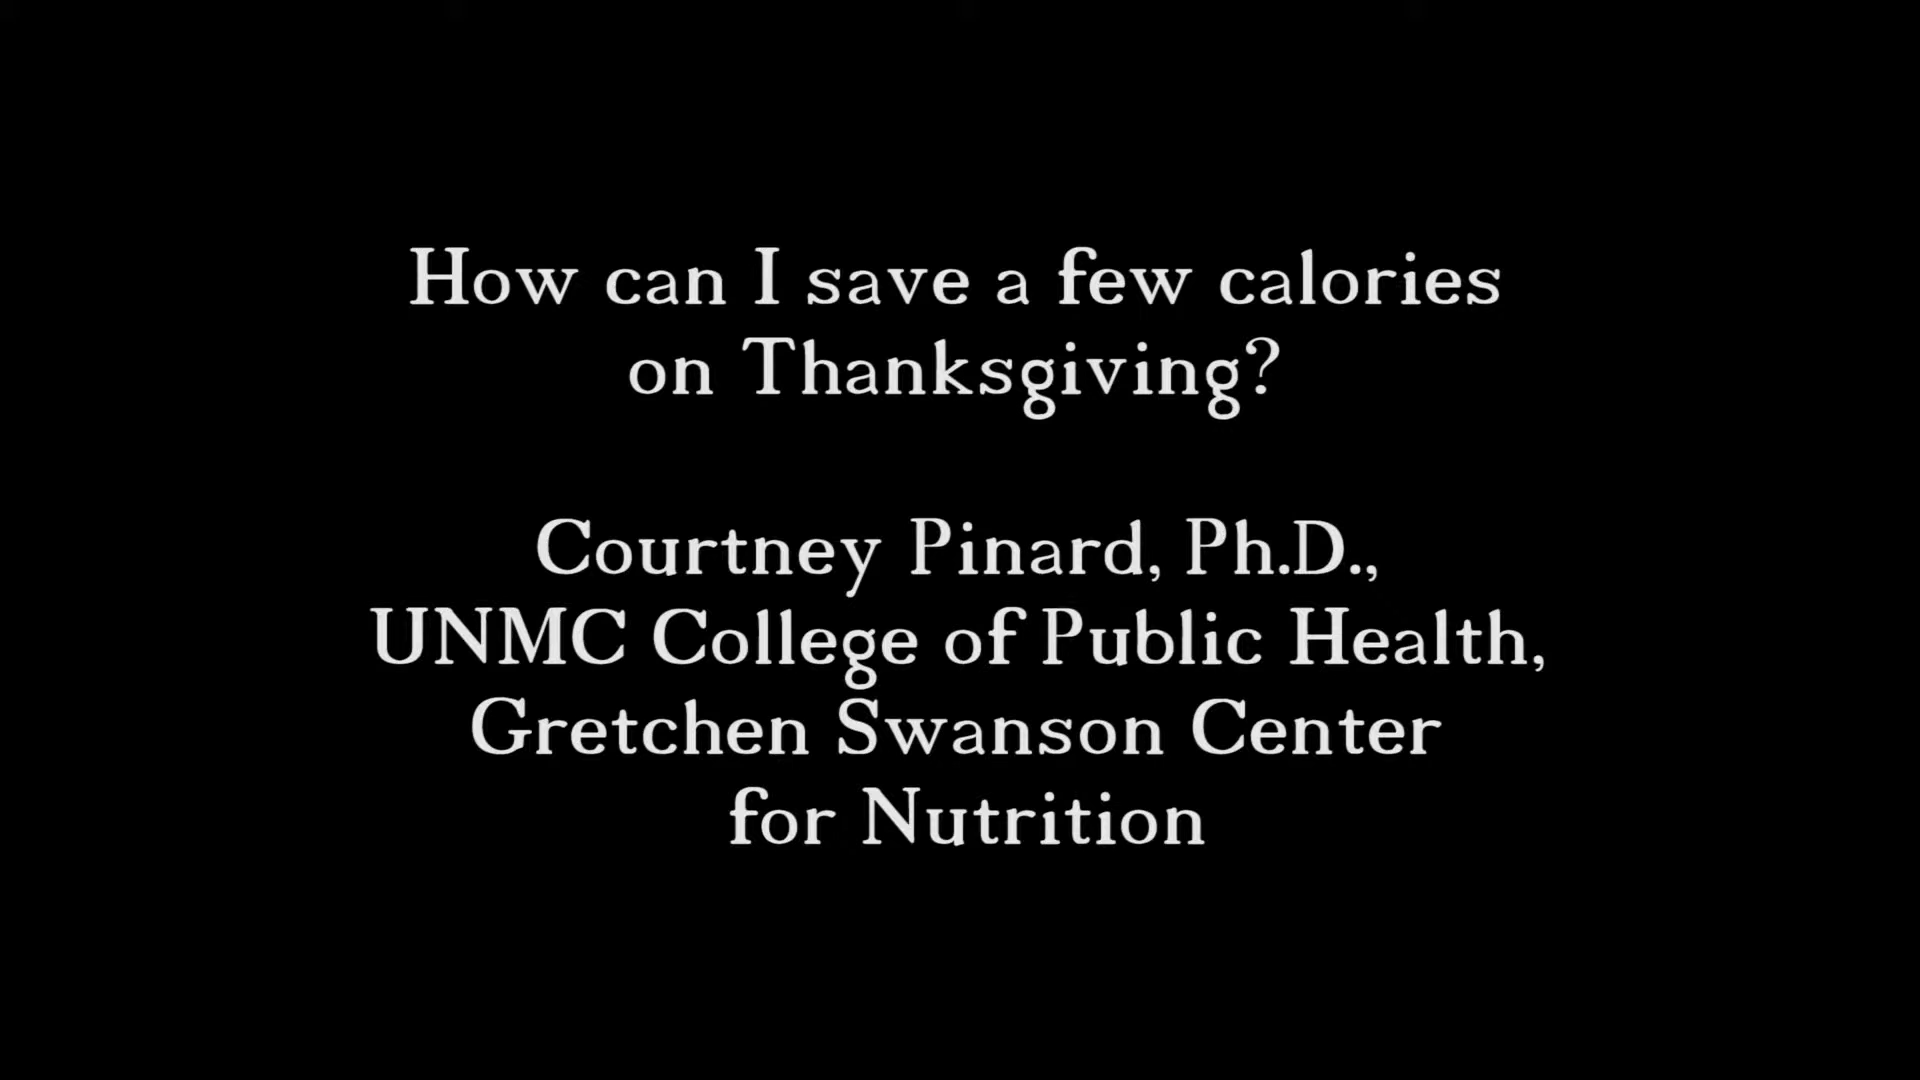 How can I save a few calories
on Thanksgiving?
Courtney Pinard, Ph.D.,
UNMC College of Public Health,
Gretchen Swanson Center
for Nutrition